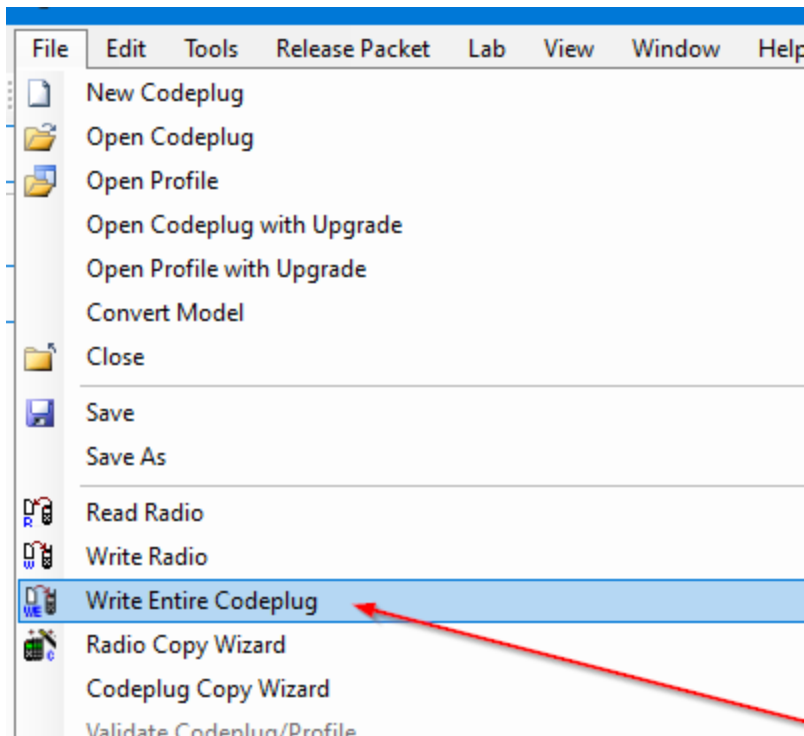 File Edit Tools Release Packet Lab View Window Help
New Codeplug
Open Codeplug
Open Profile
Open Codeplug with Upgrade
Open Profile with Upgrade
Convert Model
Close
Save
Save As
R
Read Radio
W
Write Radio
WE
Write Entire Codeplug
C
Radio Copy Wizard
Codeplug Copy Wizard
Validate Codeplug/Profile